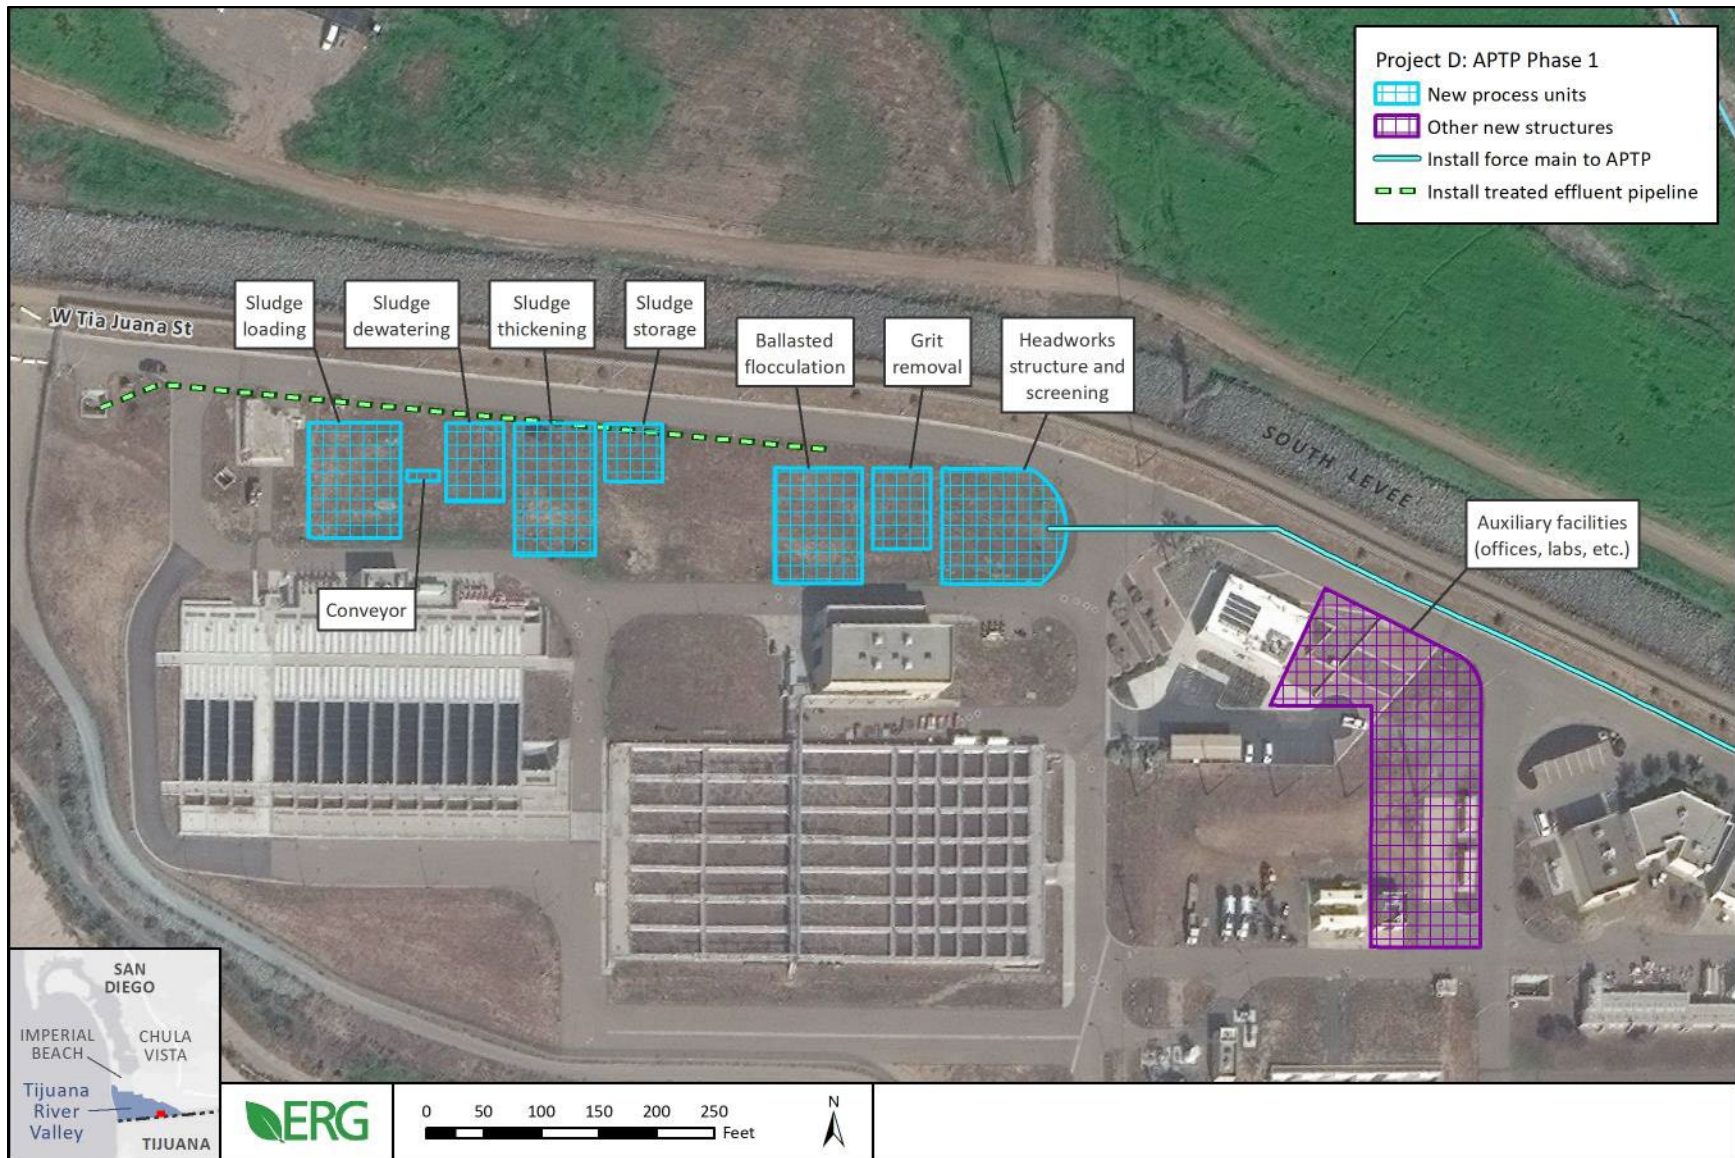 Project D: APTP Phase 1
New process units
Other new structures
Install force main to APTP
Install treated effluent pipeline
Sludge
loading
Sludge
dewatering
Sludge
thickening
Sludge
storage
W Tia Juana St
Ballasted
flocculation
Grit
removal
Headworks
structure and
screening
SOUTH LEVEE
Auxiliary facilities
(offices, labs, etc.)
Conveyor
SAN
DIEGO
IMPERIAL
BEACH
CHULA
VISTA
Tijuana
River
Valley
TIJUANA
ERG
0 50 100 150 200 250
Feet
N